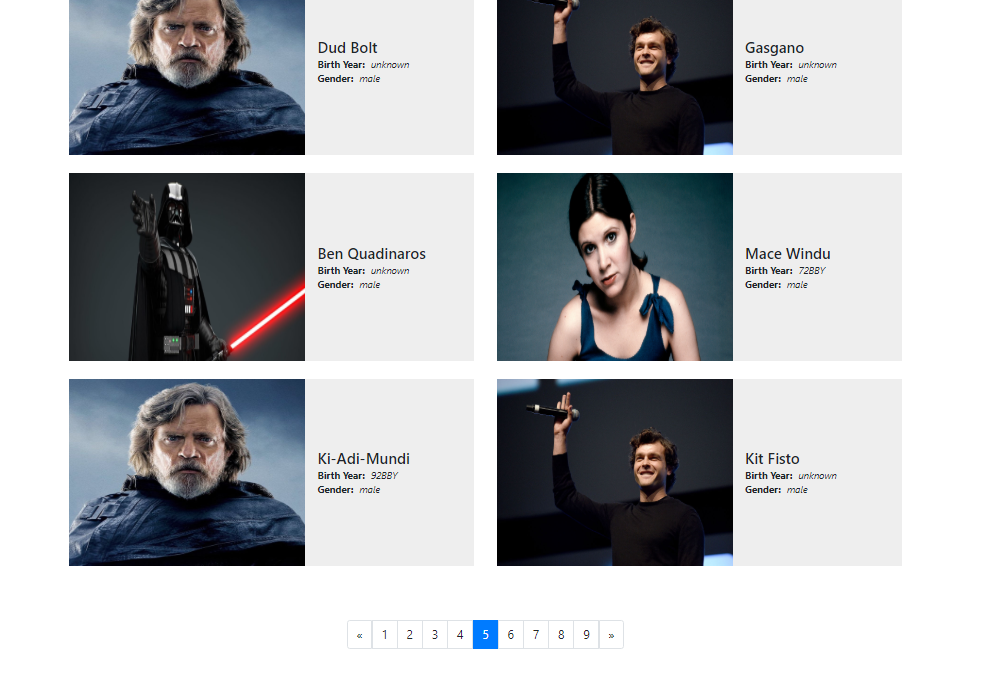 Dud Bolt
Birth Year: unknown
Gender: male
Gasgano
Birth Year: unknown
Gender: male
Ben Quadinaros
Birth Year: unknown
Gender: male
Mace Windu
Birth Year: 72BBY
Gender: male
Ki-Adi-Mundi
Birth Year: 92BBY
Gender: male
Kit Fisto
Birth Year: unknown
Gender: male
« 1 2 3 4 5 6 7 8 9 »